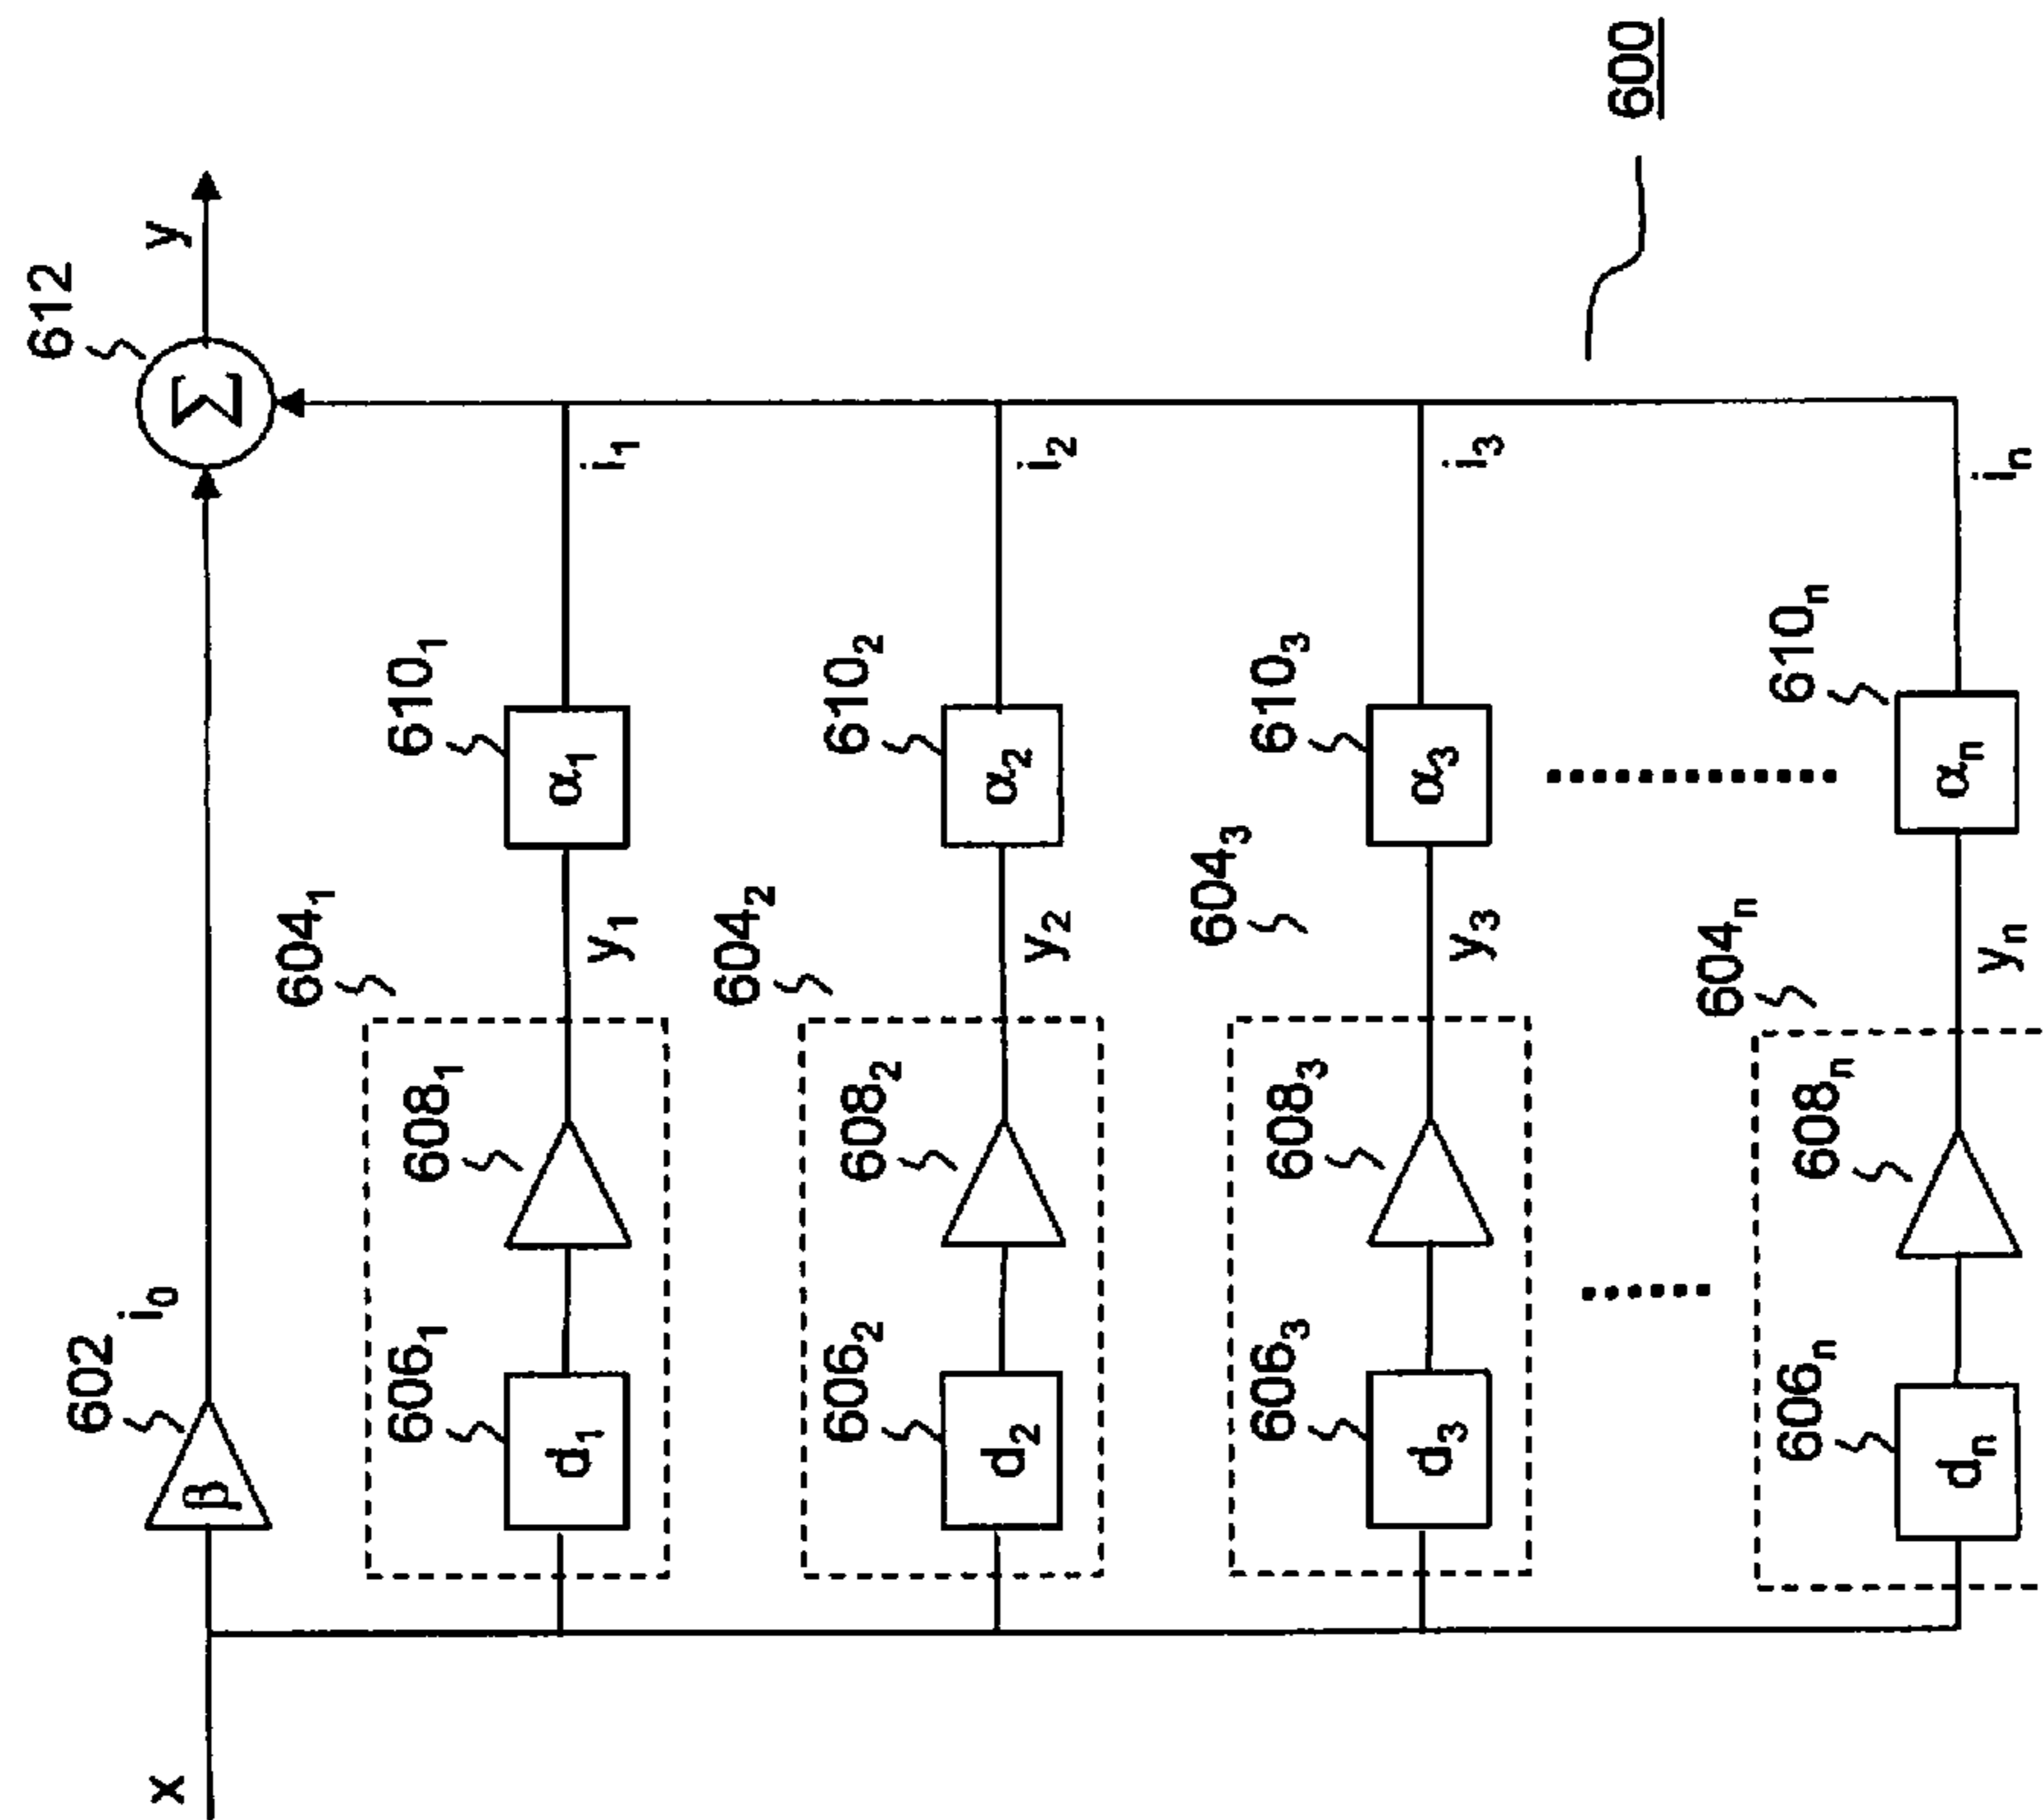 602 612
x i₀ y
β Σ
604₁
606₁ 608₁ 610₁
d₁ α₁
y₁ i₁
604₂
606₂ 608₂ 610₂
d₂ α₂
y₂ i₂
604₃
606₃ 608₃ 610₃
d₃ α₃
y₃ i₃
600
604ₙ
606ₙ 608ₙ 610ₙ
dₙ αₙ
yₙ iₙ